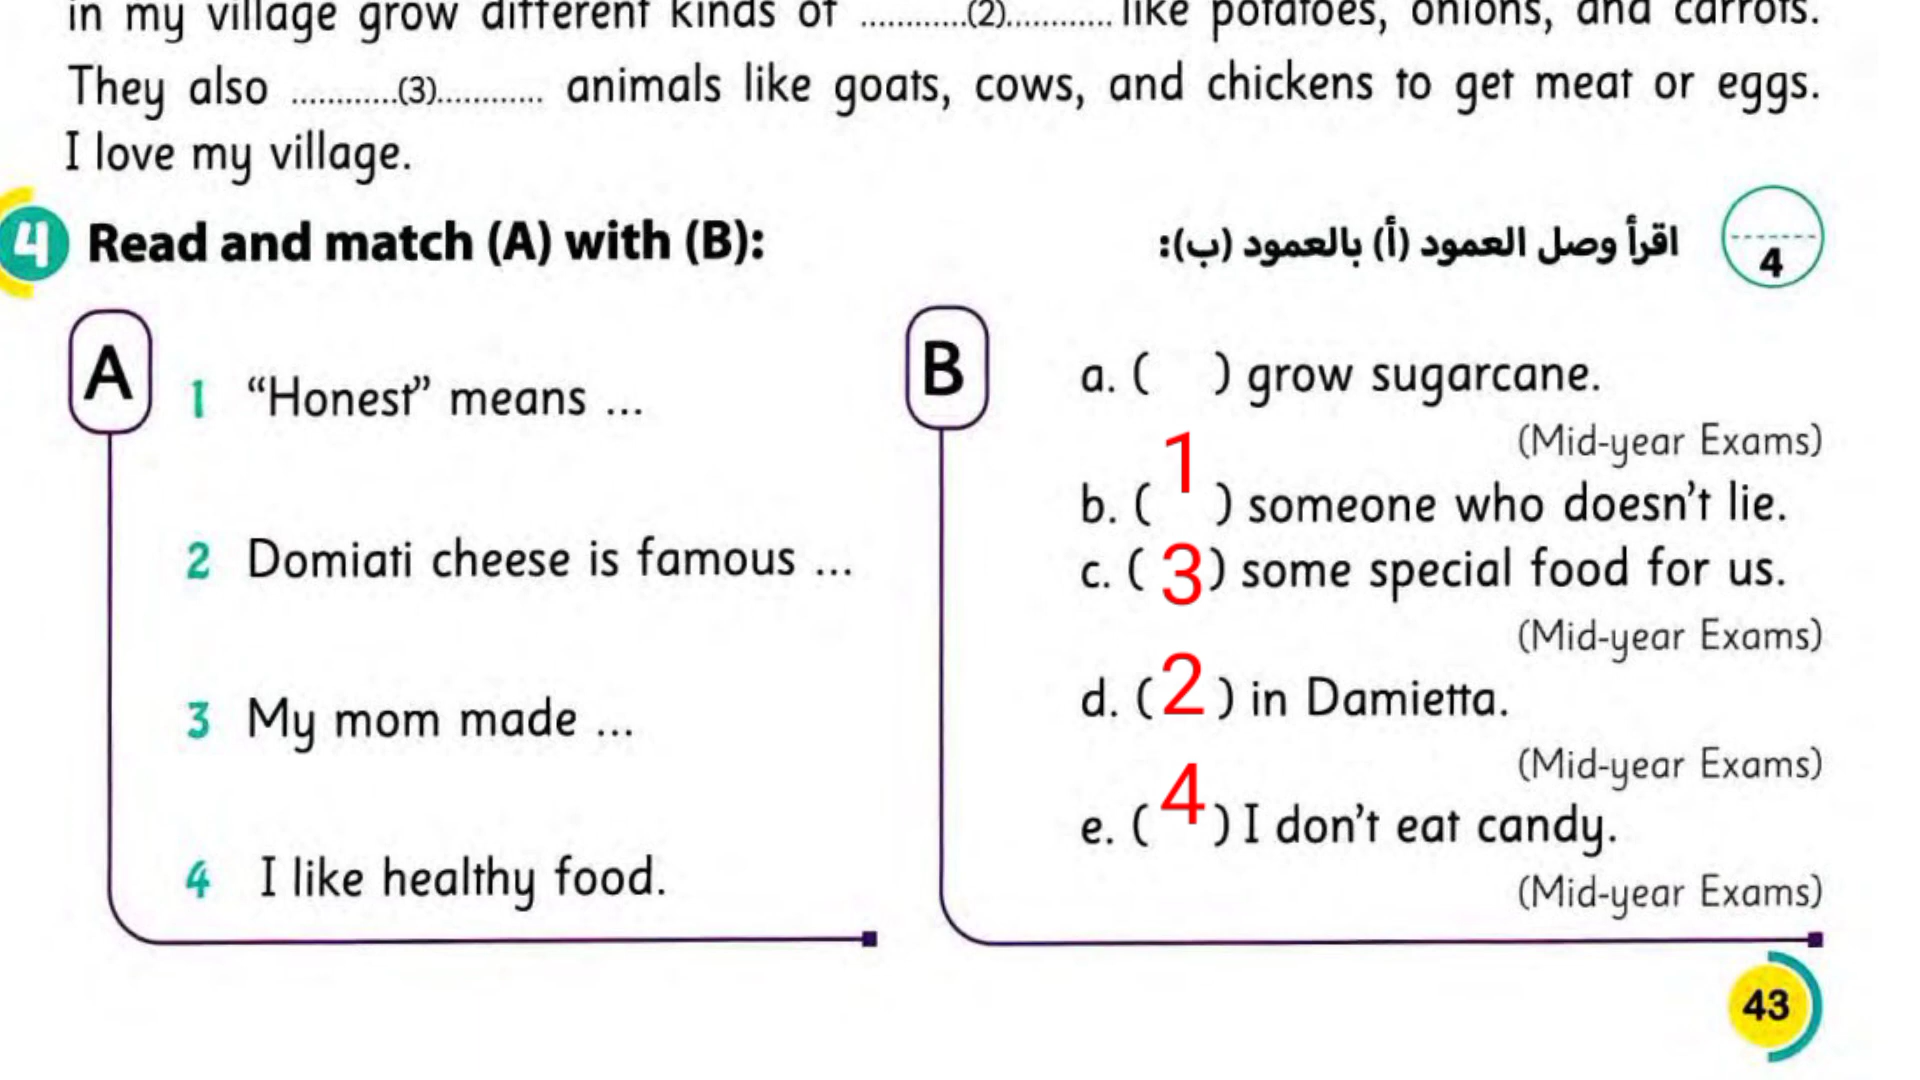 in my village grow different kinds of ............(2)............ like potatoes, onions, and carrots.
They also ............(3)............ animals like goats, cows, and chickens to get meat or eggs.
I love my village.
4 Read and match (A) with (B):
اقرأ وصل العمود (أ) بالعمود (ب):
4
A
1 “Honest” means ...
2 Domiati cheese is famous ...
3 My mom made ...
4 I like healthy food.
B
a. ( ) grow sugarcane.
(Mid-year Exams)
b. ( 1 ) someone who doesn’t lie.
c. ( 3 ) some special food for us.
(Mid-year Exams)
d. ( 2 ) in Damietta.
(Mid-year Exams)
e. ( 4 ) I don’t eat candy.
(Mid-year Exams)
43